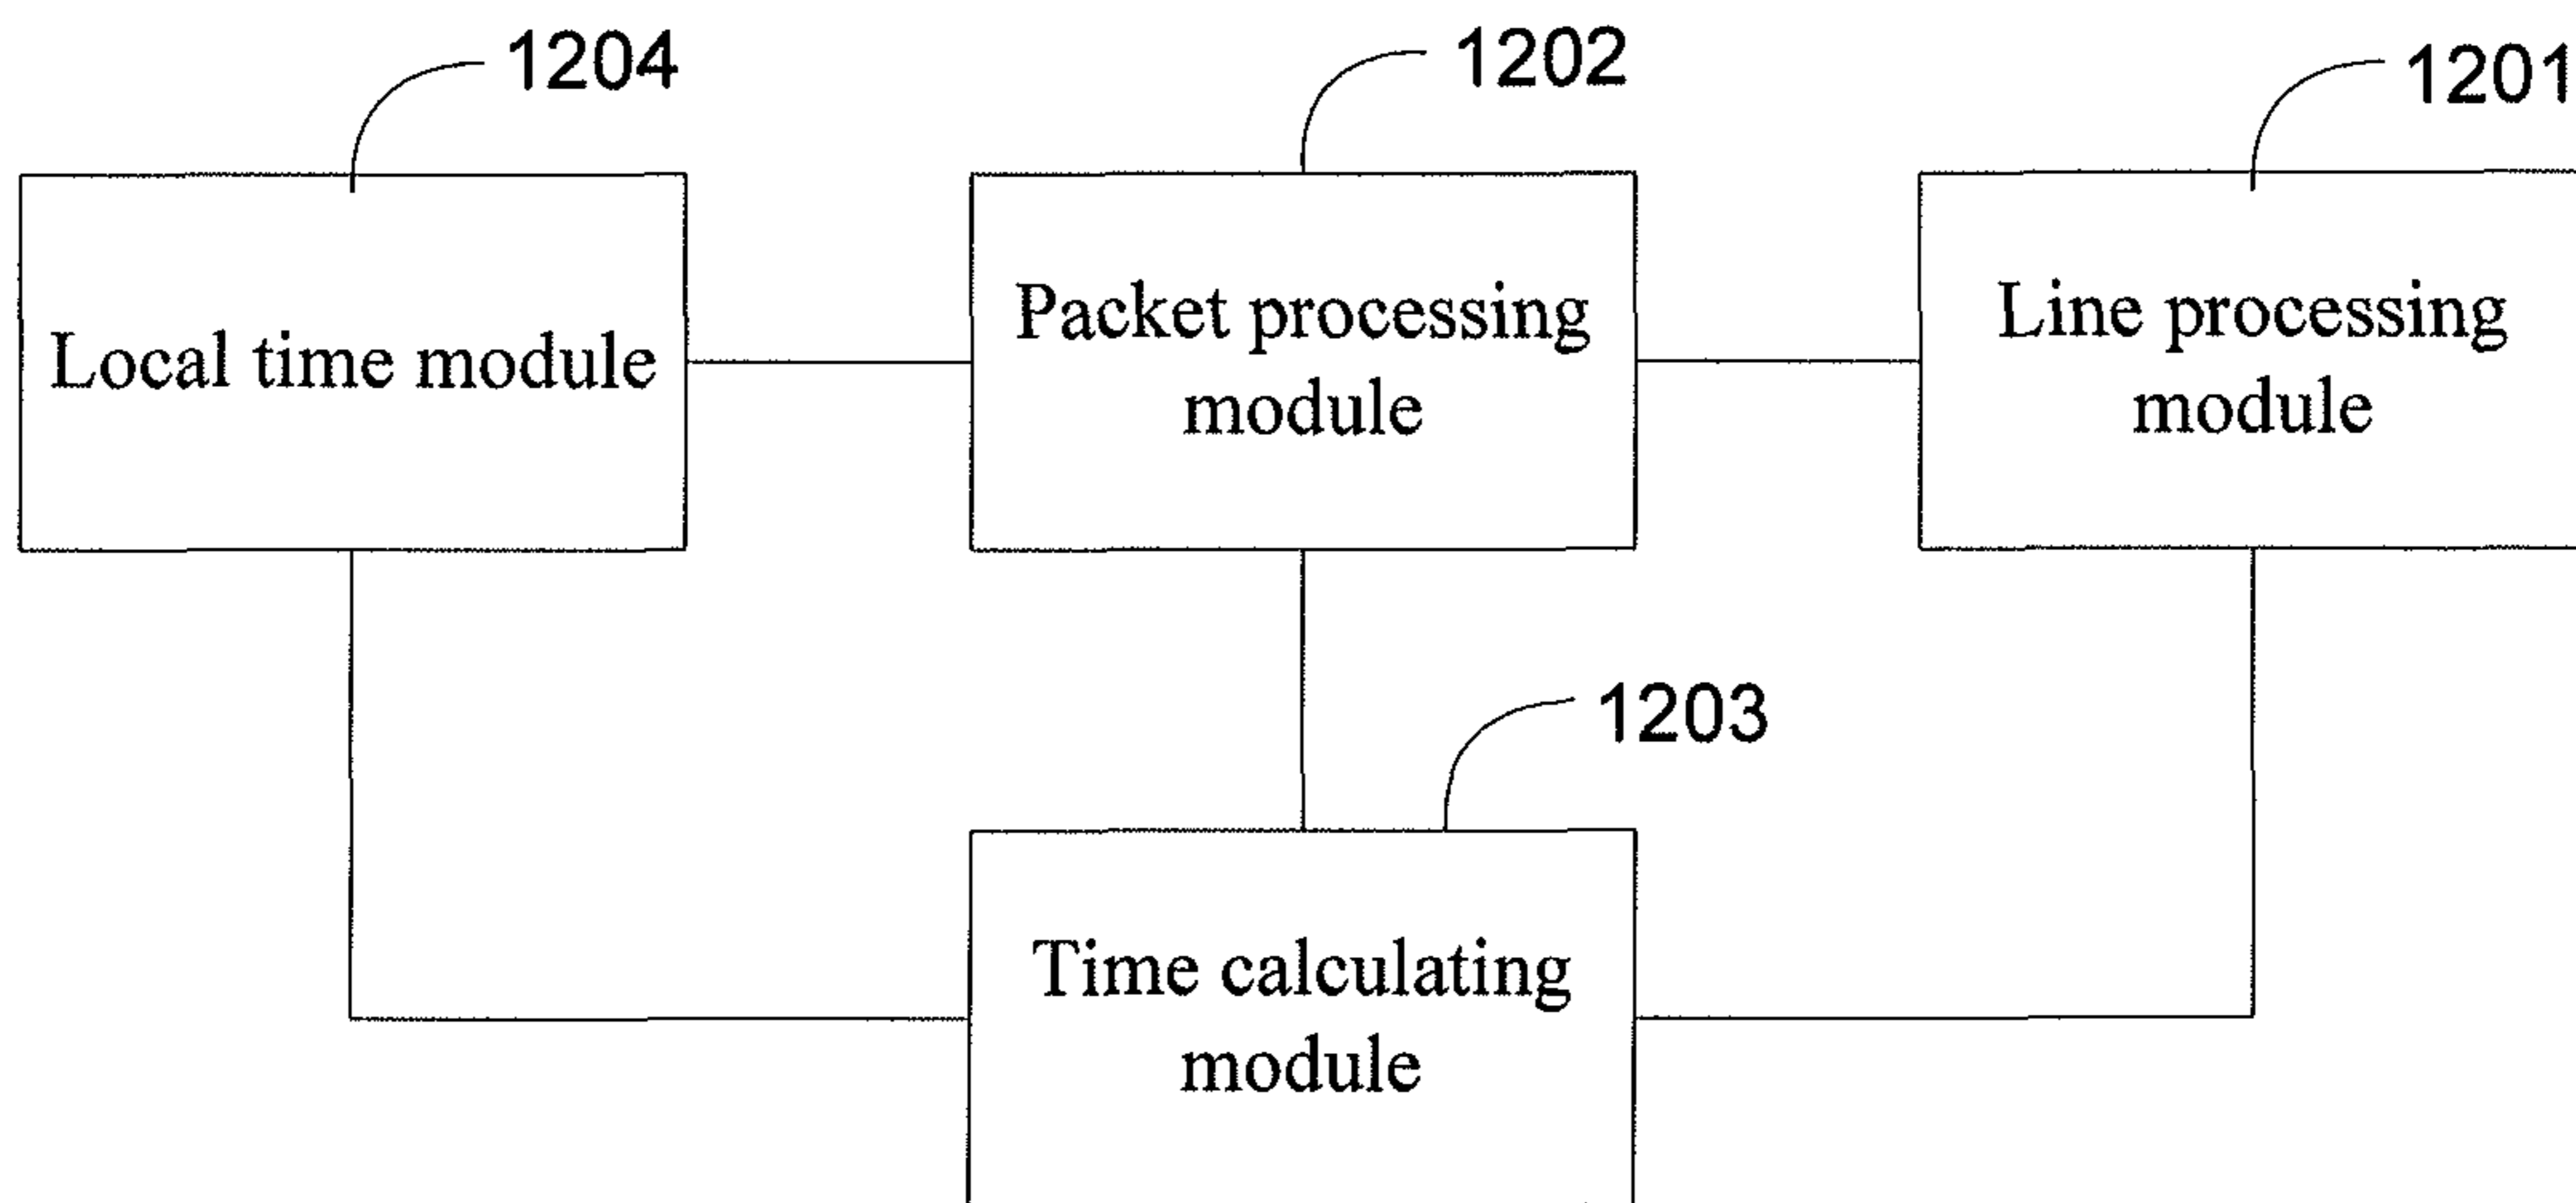 1204
1202
1201
Local time module
Packet processing
module
Line processing
module
1203
Time calculating
module